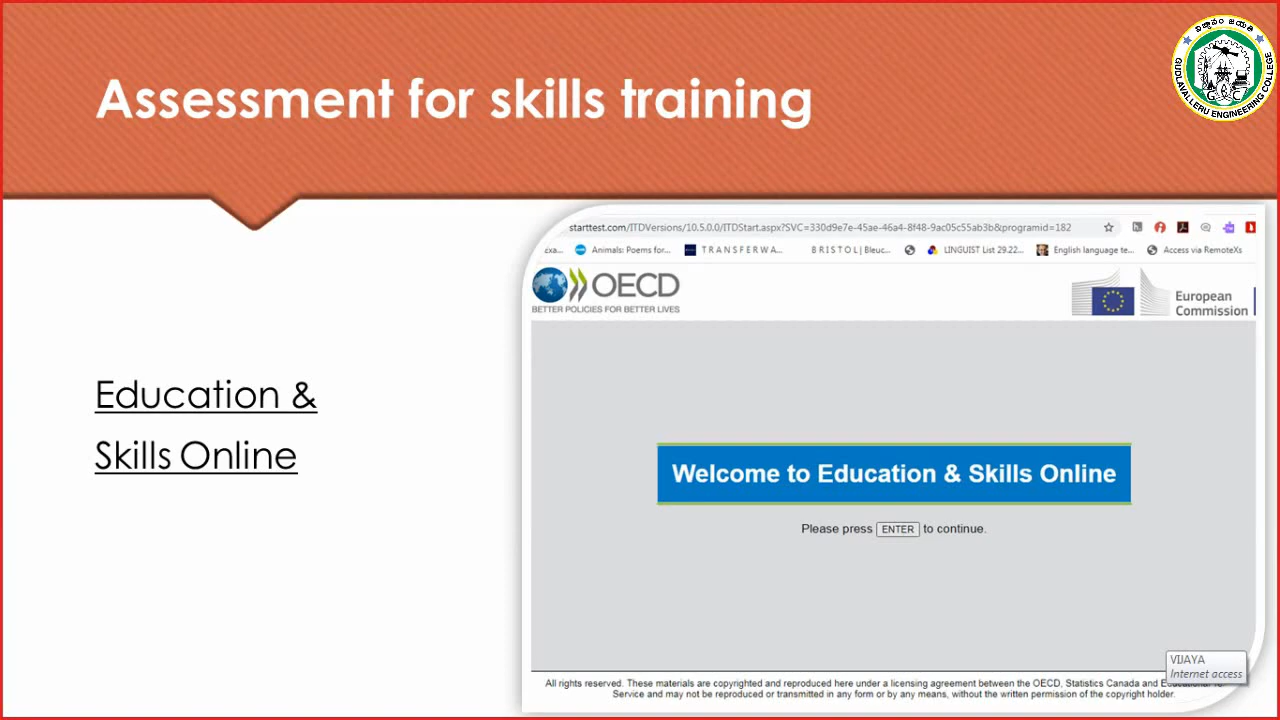 Assessment for skills training
విజ్ఞానం జయతి
GUDLAVALLERU ENGINEERING COLLEGE
Education &
Skills Online
starttest.com/ITDVersions/10.5.0.0/ITDStart.aspx?SVC=330d9e7e-45ae-46a4-8f48-9ac05c55ab3b&programid=182
Exa... Animals: Poems for... T R A N S F E R W A... B R I S T O L | Bleuc... LINGUIST List 29.22... English language te... Access via RemoteXs
OECD
BETTER POLICIES FOR BETTER LIVES
European
Commission
Welcome to Education & Skills Online
Please press ENTER to continue.
VIJAYA
Internet access
All rights reserved. These materials are copyrighted and reproduced here under a licensing agreement between the OECD, Statistics Canada and
Service and may not be reproduced or transmitted in any form or by any means, without the written permission of the copyright holder.